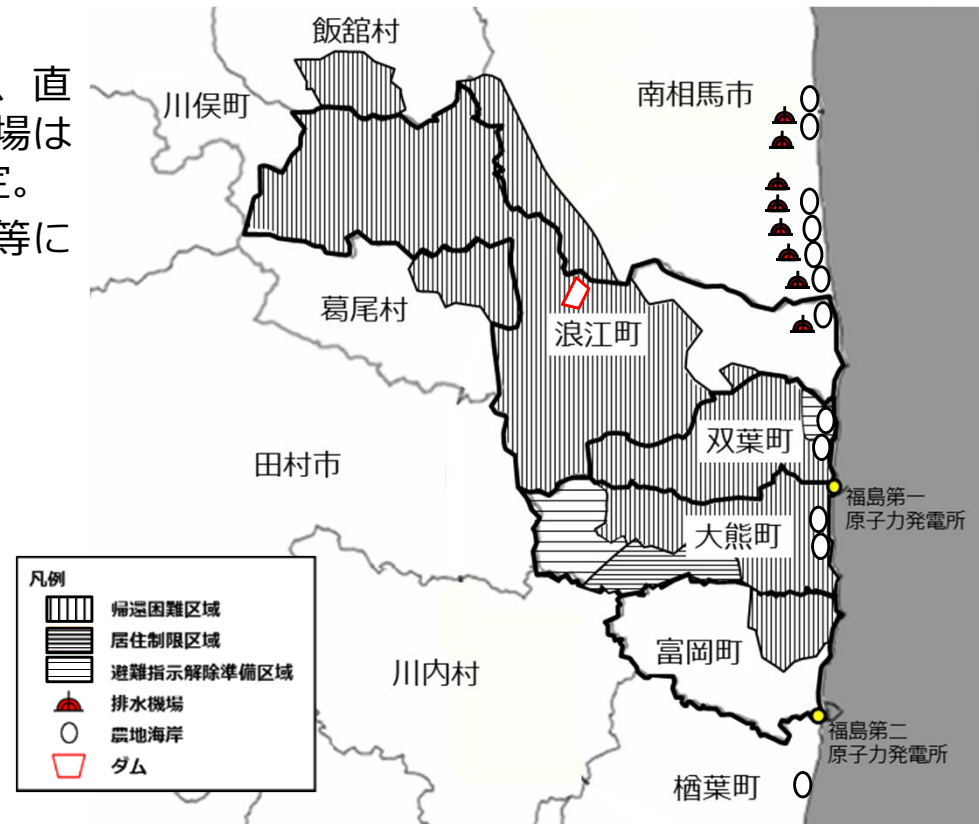 、直
場は
定。
等に
飯舘村
川俣町
南相馬市
葛尾村
浪江町
双葉町
田村市
福島第一
原子力発電所
大熊町
富岡町
川内村
福島第二
原子力発電所
楢葉町
凡例
帰還困難区域
居住制限区域
避難指示解除準備区域
排水機場
農地海岸
ダム